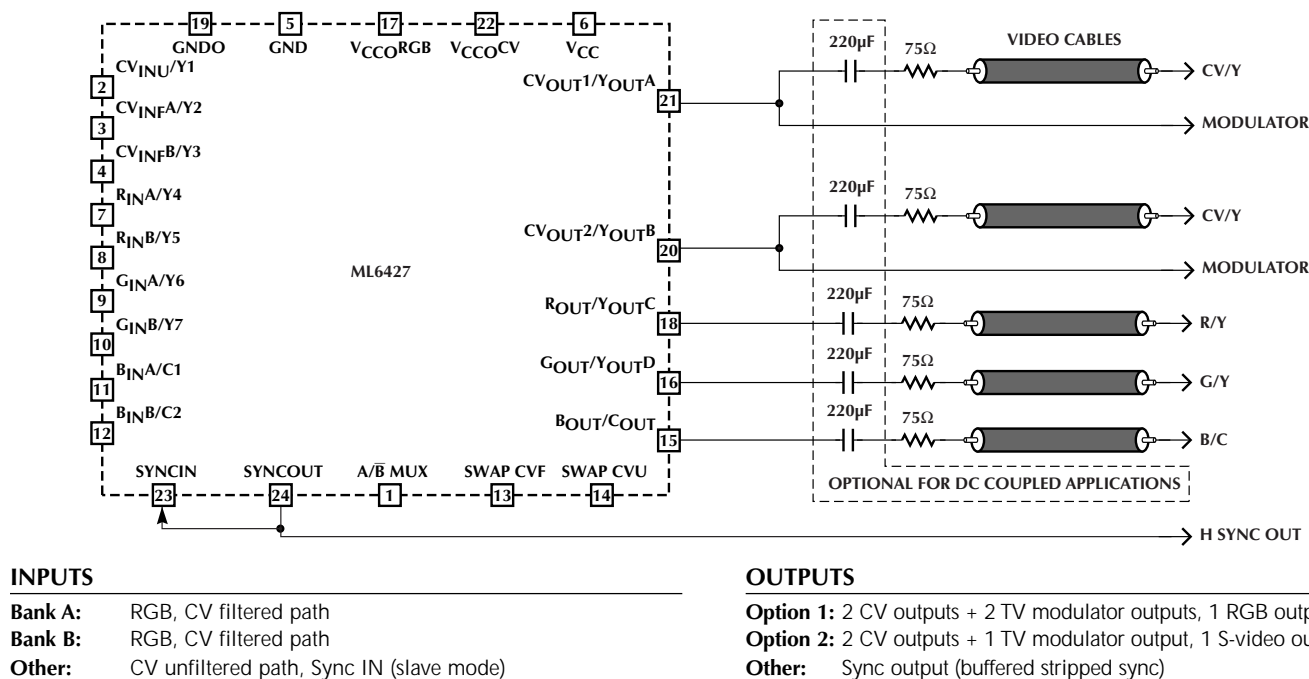 19 5 17 22 6
GNDO GND VCCORGB VCCOCV VCC
2 CVINU/Y1
3 CVINFA/Y2
4 CVINFB/Y3
7 RINA/Y4
8 RINB/Y5
9 GINA/Y6
10 GINB/Y7
11 BINA/C1
12 BINB/C2
ML6427
CVOUT1/YOUTA 21
CVOUT2/YOUTB 20
ROUT/YOUTC 18
GOUT/YOUTD 16
BOUT/COUT 15
SYNCIN SYNCOUT A/B̅ MUX SWAP CVF SWAP CVU
23 24 1 13 14
VIDEO CABLES
220µF 75Ω CV/Y
MODULATOR
220µF 75Ω CV/Y
MODULATOR
220µF 75Ω R/Y
220µF 75Ω G/Y
220µF 75Ω B/C
OPTIONAL FOR DC COUPLED APPLICATIONS
H SYNC OUT
INPUTS
Bank A: RGB, CV filtered path
Bank B: RGB, CV filtered path
Other: CV unfiltered path, Sync IN (slave mode)
OUTPUTS
Option 1: 2 CV outputs + 2 TV modulator outputs, 1 RGB outp
Option 2: 2 CV outputs + 1 TV modulator output, 1 S-video ou
Other: Sync output (buffered stripped sync)